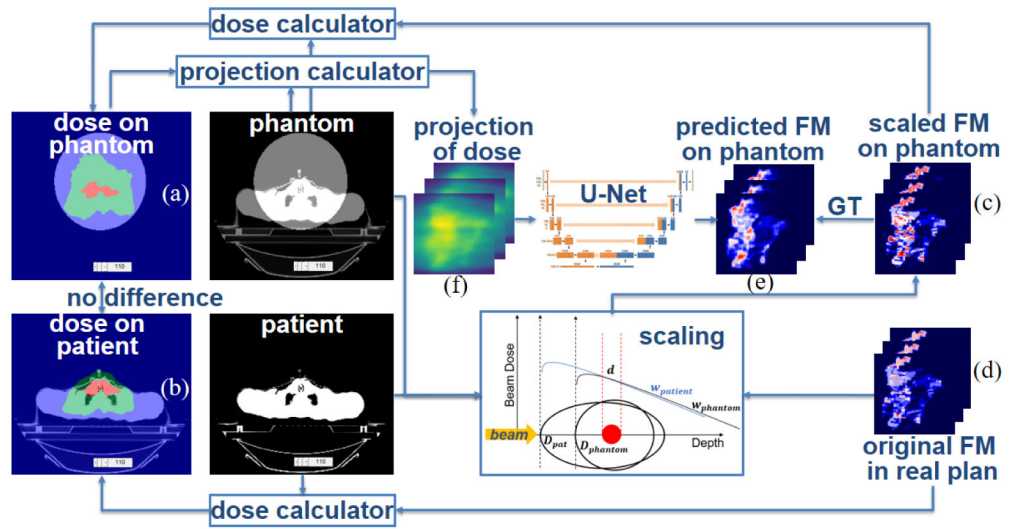 dose calculator
projection calculator
dose on
phantom
(a)
110
phantom
110
projection
of dose
(f)
U-Net
predicted FM
on phantom
(e)
GT
scaled FM
on phantom
(c)
no difference
dose on
patient
(b)
110
patient
110
scaling
Beam Dose
d
w_patient
w_phantom
beam
D_pat
D_phantom
Depth
(d)
original FM
in real plan
dose calculator